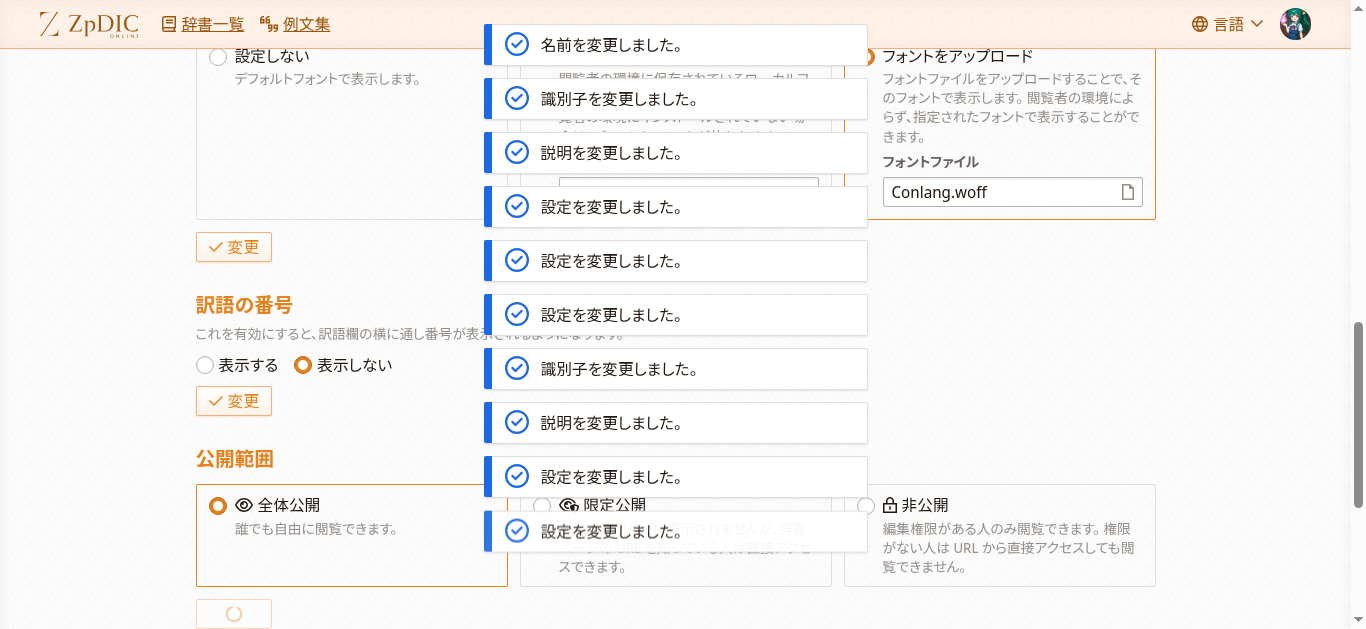 ZpDIC
ONLINE
辞書一覧
例文集
言語
設定しない
デフォルトフォントで表示します。
フォントをアップロード
フォントファイルをアップロードすることで、そ
のフォントで表示します。閲覧者の環境によ
らず、指定されたフォントで表示することがで
きます。
フォントファイル
Conlang.woff
変更
名前を変更しました。
識別子を変更しました。
説明を変更しました。
設定を変更しました。
設定を変更しました。
設定を変更しました。
識別子を変更しました。
説明を変更しました。
設定を変更しました。
設定を変更しました。
訳語の番号
これを有効にすると、訳語欄の横に通し番号が表示されるようになります。
表示する
表示しない
変更
公開範囲
全体公開
誰でも自由に閲覧できます。
限定公開
スできます。
非公開
編集権限がある人のみ閲覧できます。権限
がない人は URL から直接アクセスしても閲
覧できません。